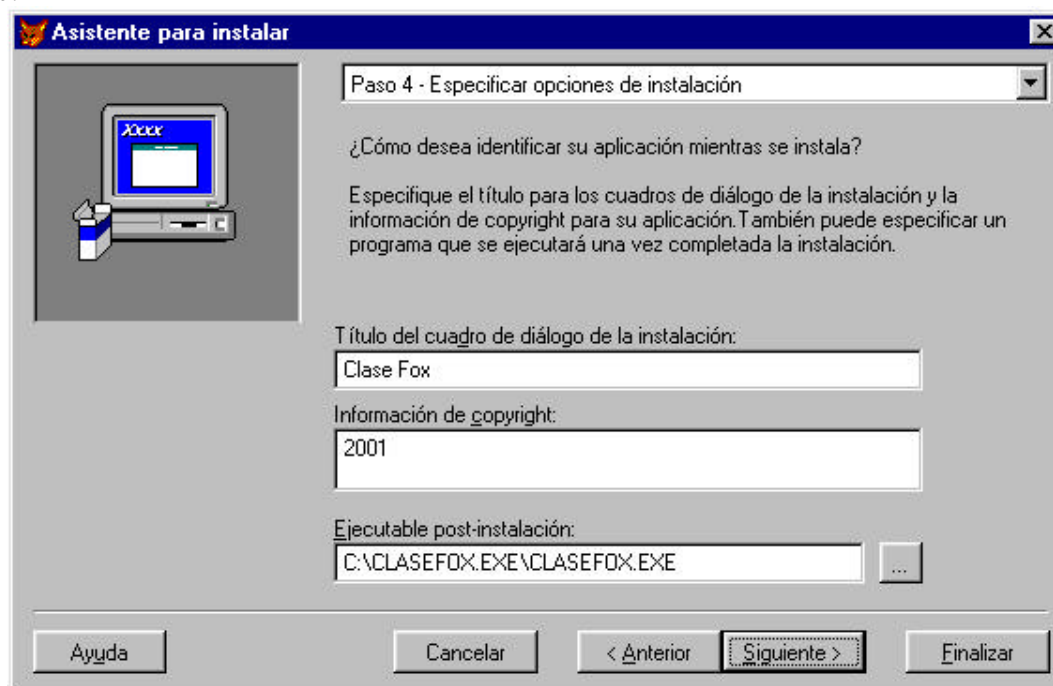 Asistente para instalar
Xxxx
Paso 4 - Especificar opciones de instalación
¿Cómo desea identificar su aplicación mientras se instala?
Especifique el título para los cuadros de diálogo de la instalación y la
información de copyright para su aplicación.También puede especificar un
programa que se ejecutará una vez completada la instalación.
Título del cuadro de diálogo de la instalación:
Clase Fox
Información de copyright:
2001
Ejecutable post-instalación:
C:\CLASEFOX.EXE\CLASEFOX.EXE
...
Ayuda
Cancelar
< Anterior
Siguiente >
Finalizar